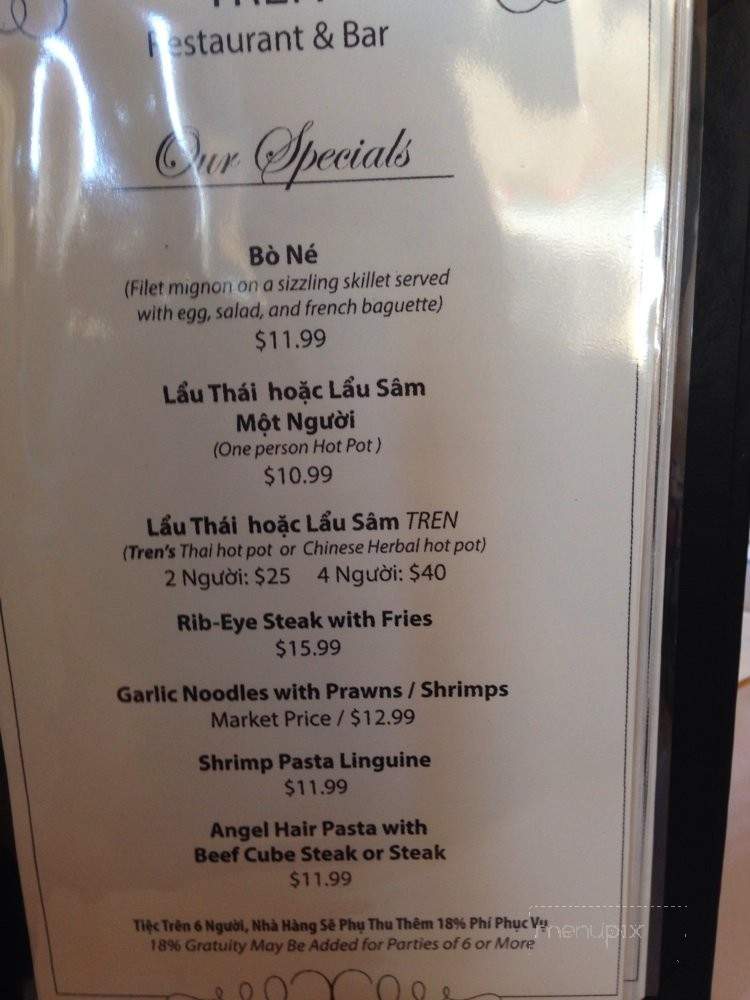 Restaurant & Bar
Our Specials
Bò Né
(Filet mignon on a sizzling skillet served
with egg, salad, and french baguette)
$11.99
Lẩu Thái hoặc Lẩu Sâm
Một Người
(One person Hot Pot )
$10.99
Lẩu Thái hoặc Lẩu Sâm TREN
(Tren's Thai hot pot or Chinese Herbal hot pot)
2 Người: $25 4 Người: $40
Rib-Eye Steak with Fries
$15.99
Garlic Noodles with Prawns / Shrimps
Market Price / $12.99
Shrimp Pasta Linguine
$11.99
Angel Hair Pasta with
Beef Cube Steak or Steak
$11.99
Tiệc Trên 6 Người, Nhà Hàng Sẽ Phụ Thu Thêm 18% Phí Phục Vụ
18% Gratuity May Be Added for Parties of 6 or More
menupix